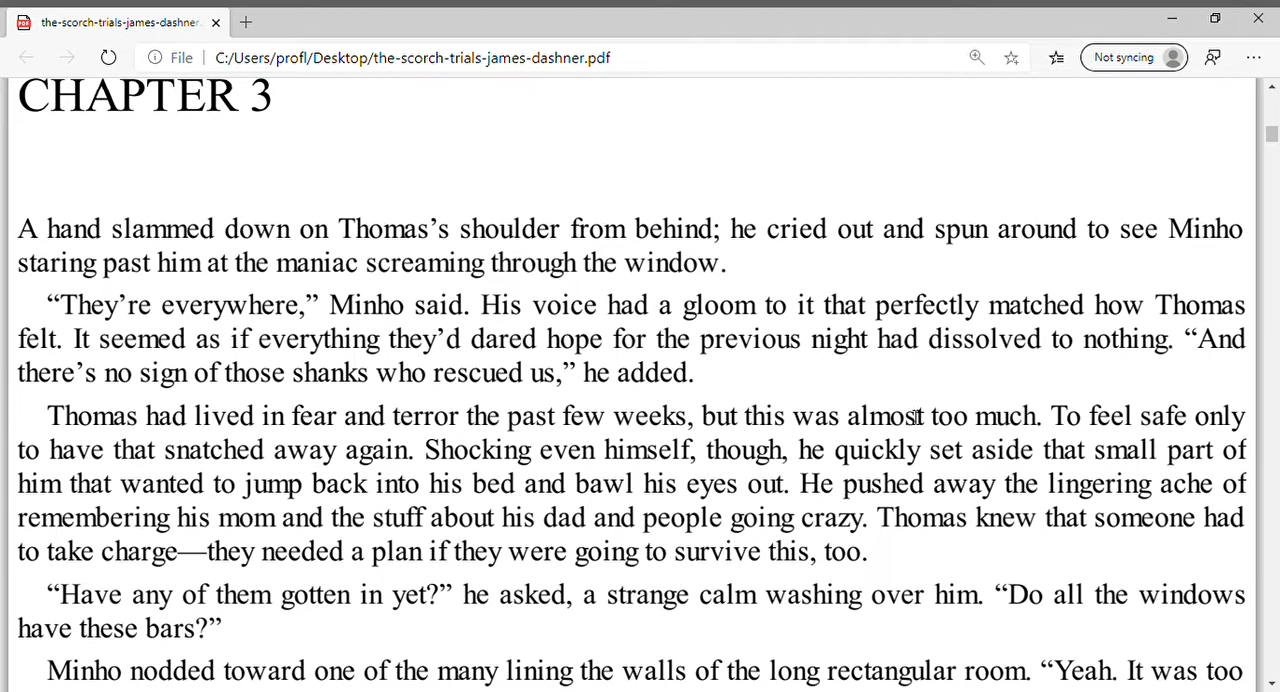 the-scorch-trials-james-dashner.
File
C:/Users/profl/Desktop/the-scorch-trials-james-dashner.pdf
Not syncing
CHAPTER 3
A hand slammed down on Thomas’s shoulder from behind; he cried out and spun around to see Minho
staring past him at the maniac screaming through the window.
“They’re everywhere,” Minho said. His voice had a gloom to it that perfectly matched how Thomas
felt. It seemed as if everything they’d dared hope for the previous night had dissolved to nothing. “And
there’s no sign of those shanks who rescued us,” he added.
Thomas had lived in fear and terror the past few weeks, but this was almost too much. To feel safe only
to have that snatched away again. Shocking even himself, though, he quickly set aside that small part of
him that wanted to jump back into his bed and bawl his eyes out. He pushed away the lingering ache of
remembering his mom and the stuff about his dad and people going crazy. Thomas knew that someone had
to take charge—they needed a plan if they were going to survive this, too.
“Have any of them gotten in yet?” he asked, a strange calm washing over him. “Do all the windows
have these bars?”
Minho nodded toward one of the many lining the walls of the long rectangular room. “Yeah. It was too